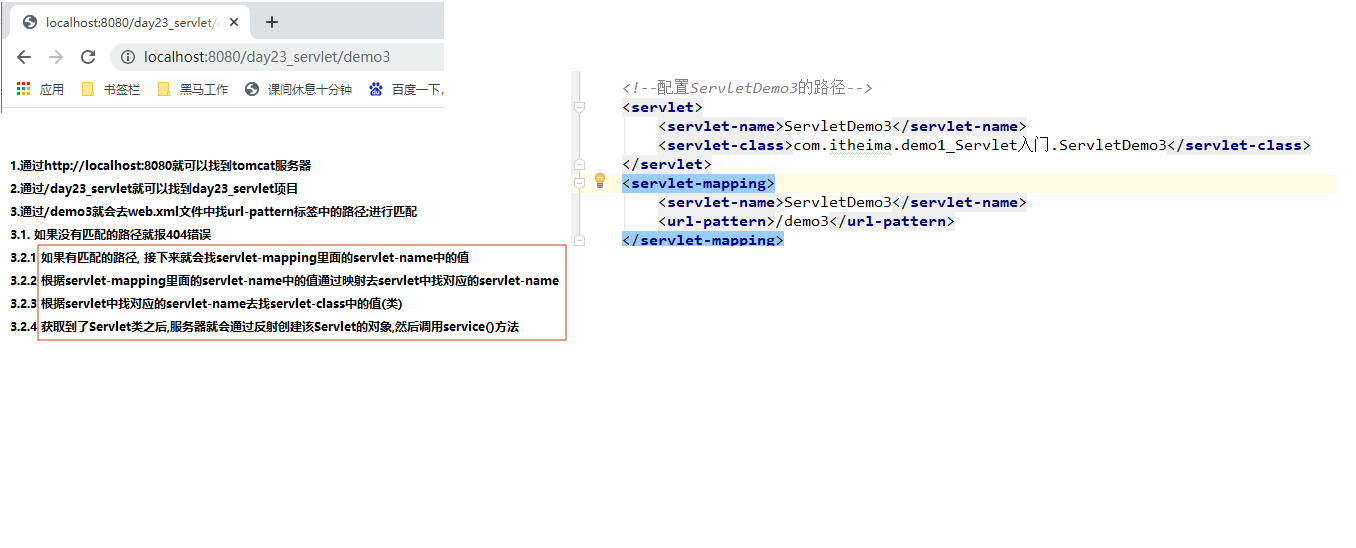 localhost:8080/day23_servlet/d
localhost:8080/day23_servlet/demo3
应用 书签栏 黑马工作 课间休息十分钟 百度一下,
1.通过http://localhost:8080就可以找到tomcat服务器
2.通过/day23_servlet就可以找到day23_servlet项目
3.通过/demo3就会去web.xml文件中找url-pattern标签中的路径;进行匹配
3.1. 如果没有匹配的路径就报404错误
3.2.1 如果有匹配的路径, 接下来就会找servlet-mapping里面的servlet-name中的值
3.2.2 根据servlet-mapping里面的servlet-name中的值通过映射去servlet中找对应的servlet-name
3.2.3 根据servlet中找对应的servlet-name去找servlet-class中的值(类)
3.2.4 获取到了Servlet类之后,服务器就会通过反射创建该Servlet的对象,然后调用service()方法
<!--配置ServletDemo3的路径-->
<servlet>
<servlet-name>ServletDemo3</servlet-name>
<servlet-class>com.itheima.demo1_Servlet入门.ServletDemo3</servlet-class>
</servlet>
<servlet-mapping>
<servlet-name>ServletDemo3</servlet-name>
<url-pattern>/demo3</url-pattern>
</servlet-mapping>